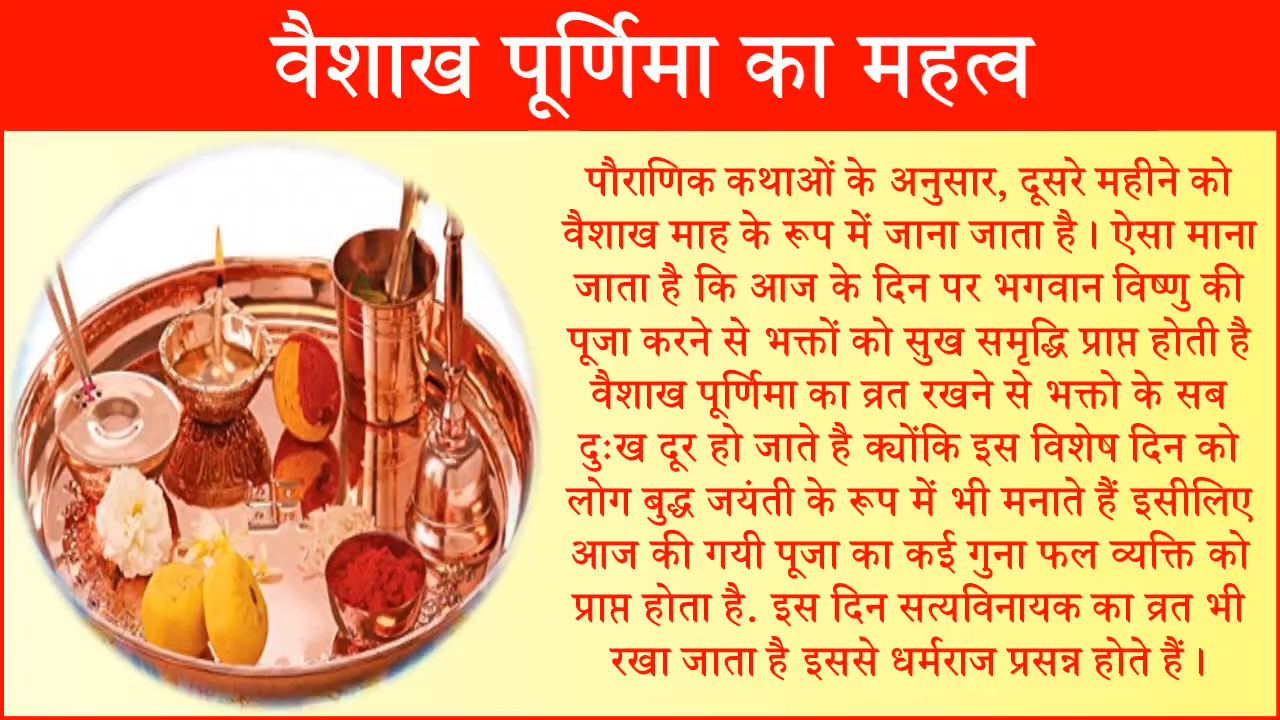 वैशाख पूर्णिमा का महत्व
पौराणिक कथाओं के अनुसार, दूसरे महीने को
वैशाख माह के रूप में जाना जाता है। ऐसा माना
जाता है कि आज के दिन पर भगवान विष्णु की
पूजा करने से भक्तों को सुख समृद्धि प्राप्त होती है
वैशाख पूर्णिमा का व्रत रखने से भक्तो के सब
दुःख दूर हो जाते है क्योंकि इस विशेष दिन को
लोग बुद्ध जयंती के रूप में भी मनाते हैं इसीलिए
आज की गयी पूजा का कई गुना फल व्यक्ति को
प्राप्त होता है. इस दिन सत्यविनायक का व्रत भी
रखा जाता है इससे धर्मराज प्रसन्न होते हैं।